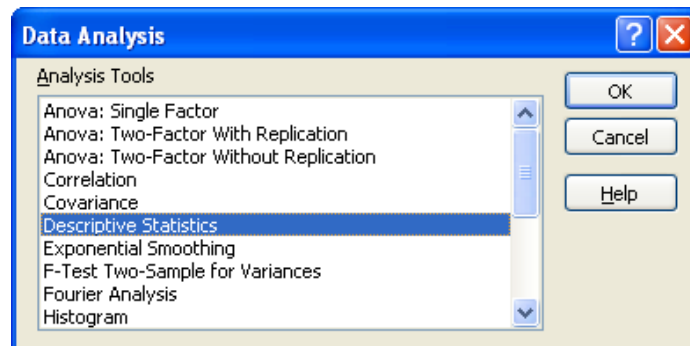 Data Analysis
?
Analysis Tools
Anova: Single Factor
Anova: Two-Factor With Replication
Anova: Two-Factor Without Replication
Correlation
Covariance
Descriptive Statistics
Exponential Smoothing
F-Test Two-Sample for Variances
Fourier Analysis
Histogram
OK
Cancel
Help